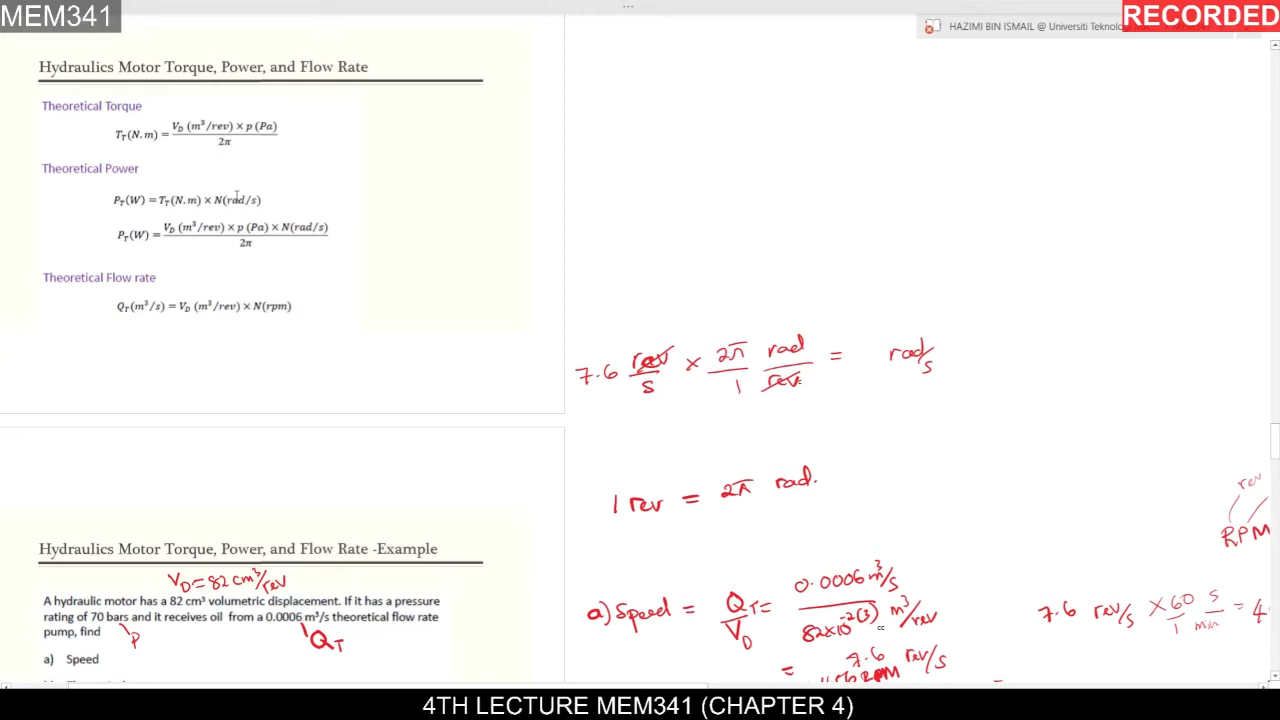 MEM341
RECORDED
HAZIMI BIN ISMAIL @ Universiti
Hydraulics Motor Torque, Power, and Flow Rate
Theoretical Torque
T_T(N.m) = V_D (m³/rev) × p (Pa) / 2π
Theoretical Power
P_T(W) = T_T(N.m) × N(rad/s)
P_T(W) = V_D (m³/rev) × p (Pa) × N(rad/s) / 2π
Theoretical Flow rate
Q_T(m³/s) = V_D (m³/rev) × N(rpm)
7.6 rev/s × 2π/1 rad/rev = rad/s
1 rev = 2π rad.
rev
RPM
Hydraulics Motor Torque, Power, and Flow Rate -Example
V_D = 82 cm³/rev
A hydraulic motor has a 82 cm³ volumetric displacement. If it has a pressure
rating of 70 bars and it receives oil from a 0.0006 m³/s theoretical flow rate
pump, find
P
Q_T
a) Speed
a) Speed = Q_T/V_D = 0.0006 m³/s / 82×10^-2(3) m³/rev
= 7.6 rev/s
7.6 rev/s × 60/1 s/min = 4
4TH LECTURE MEM341 (CHAPTER 4)